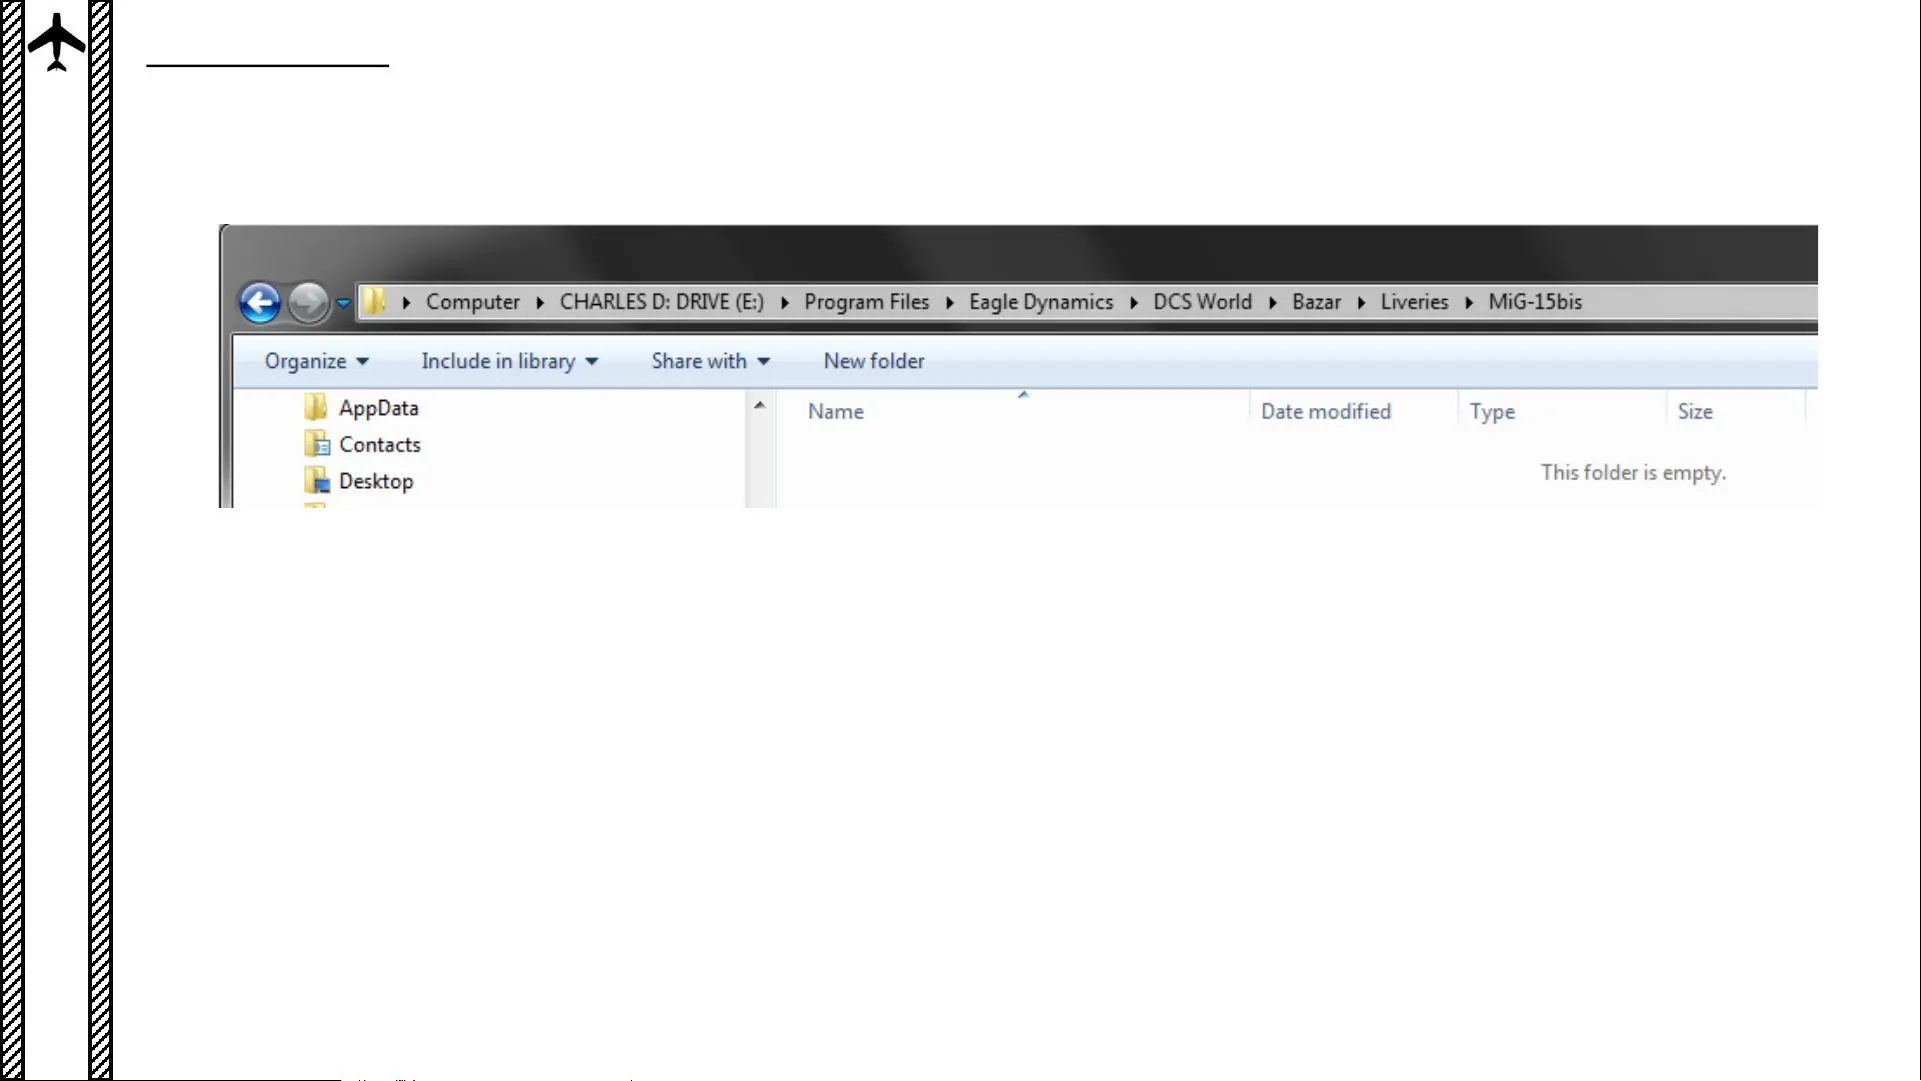 Computer CHARLES D: DRIVE (E:) Program Files Eagle Dynamics DCS World Bazar Liveries MiG-15bis
Organize Include in library Share with New folder
AppData
Contacts
Desktop
Name Date modified Type Size
This folder is empty.